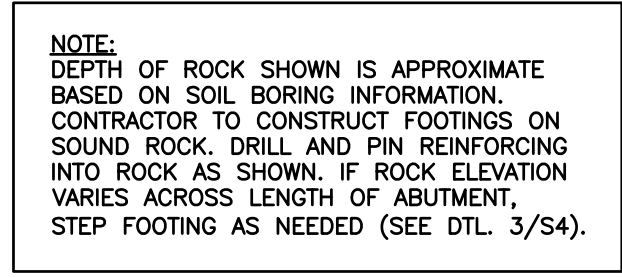 NOTE:
DEPTH OF ROCK SHOWN IS APPROXIMATE
BASED ON SOIL BORING INFORMATION.
CONTRACTOR TO CONSTRUCT FOOTINGS ON
SOUND ROCK. DRILL AND PIN REINFORCING
INTO ROCK AS SHOWN. IF ROCK ELEVATION
VARIES ACROSS LENGTH OF ABUTMENT,
STEP FOOTING AS NEEDED (SEE DTL. 3/S4).